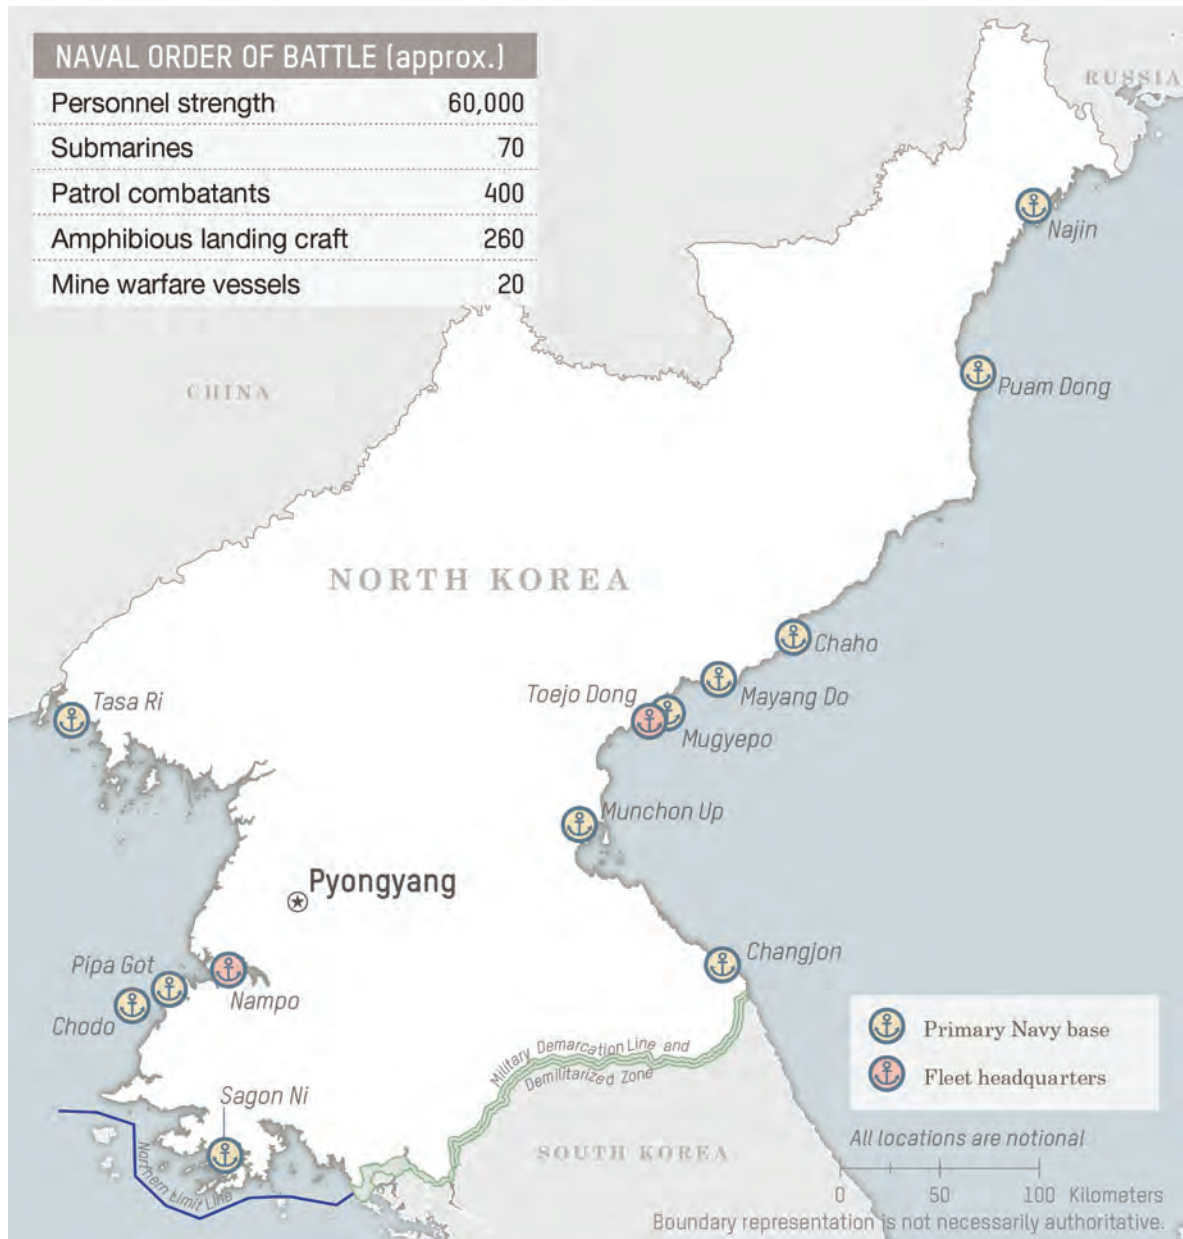 NAVAL ORDER OF BATTLE (approx.)
Personnel strength 60,000
Submarines 70
Patrol combatants 400
Amphibious landing craft 260
Mine warfare vessels 20
RUSSIA
Najin
CHINA
Puam Dong
NORTH KOREA
Chaho
Tasa Ri
Toejo Dong
Mayang Do
Mugyepo
Munchon Up
Pyongyang
Changjon
Pipa Got
Nampo
Chodo
Military Demarcation Line and
Demilitarized Zone
Primary Navy base
Fleet headquarters
Sagon Ni
Northern Limit Line
SOUTH KOREA
All locations are notional
0 50 100 Kilometers
Boundary representation is not necessarily authoritative.